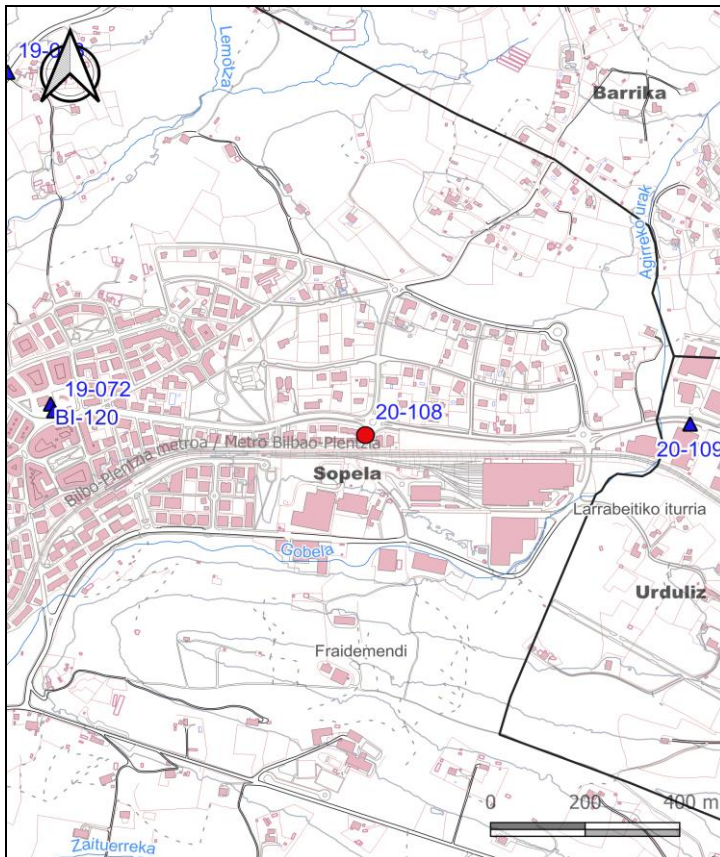 Lemotza
Barrika
Agirreko urak
19-072
BI-120
20-108
Bilbo-Plentzia metroa / Metro Bilbao-Plentzia
20-109
Sopela
Larrabeitiko iturria
Gobela
Urduliz
Fraidemendi
0 200 400 m
Zaituerreka